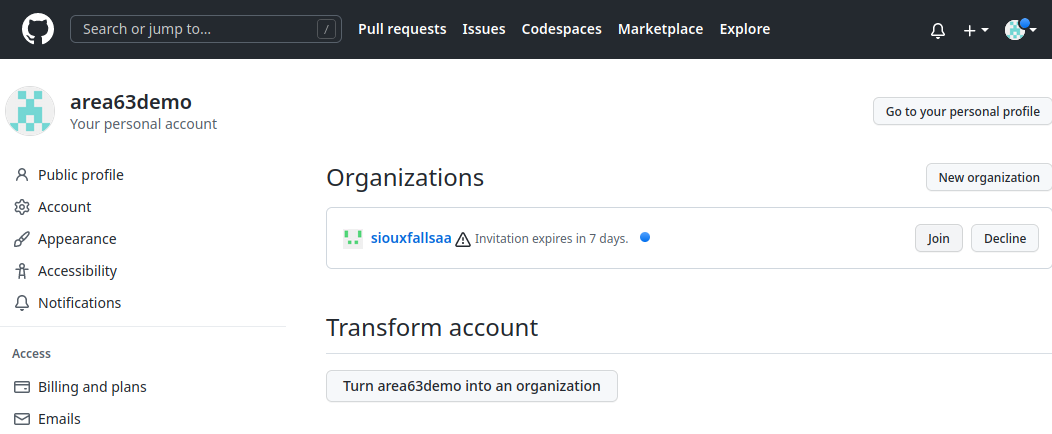 Search or jump to... / Pull requests Issues Codespaces Marketplace Explore
area63demo
Your personal account
Go to your personal profile
Public profile
Account
Appearance
Accessibility
Notifications
Access
Billing and plans
Emails
Organizations
New organization
siouxfallsaa Invitation expires in 7 days. Join Decline
Transform account
Turn area63demo into an organization